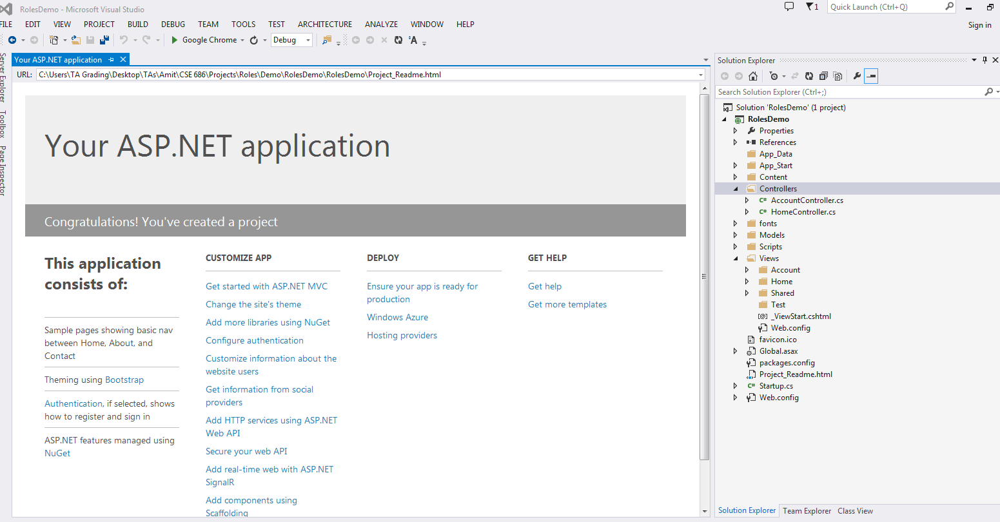 RolesDemo - Microsoft Visual Studio
1
Quick Launch (Ctrl+Q)
FILE EDIT VIEW PROJECT BUILD DEBUG TEAM TOOLS TEST ARCHITECTURE ANALYZE WINDOW HELP
Sign in
Google Chrome
Debug
Server Explorer
Toolbox
Page Inspector
Your ASP.NET application
URL: C:\Users\TA Grading\Desktop\TAs\Amit\CSE 686\Projects\Roles\Demo\RolesDemo\RolesDemo\Project_Readme.html
Your ASP.NET application
Congratulations! You've created a project
This application
consists of:
Sample pages showing basic nav
between Home, About, and
Contact
Theming using Bootstrap
Authentication, if selected, shows
how to register and sign in
ASP.NET features managed using
NuGet
CUSTOMIZE APP
Get started with ASP.NET MVC
Change the site's theme
Add more libraries using NuGet
Configure authentication
Customize information about the
website users
Get information from social
providers
Add HTTP services using ASP.NET
Web API
Secure your web API
Add real-time web with ASP.NET
SignalR
Add components using
Scaffolding
DEPLOY
Ensure your app is ready for
production
Windows Azure
Hosting providers
GET HELP
Get help
Get more templates
Solution Explorer
Search Solution Explorer (Ctrl+;)
Solution 'RolesDemo' (1 project)
RolesDemo
Properties
References
App_Data
App_Start
Content
Controllers
C# AccountController.cs
C# HomeController.cs
fonts
Models
Scripts
Views
Account
Home
Shared
Test
_ViewStart.cshtml
Web.config
favicon.ico
Global.asax
packages.config
Project_Readme.html
C# Startup.cs
Web.config
Solution Explorer Team Explorer Class View